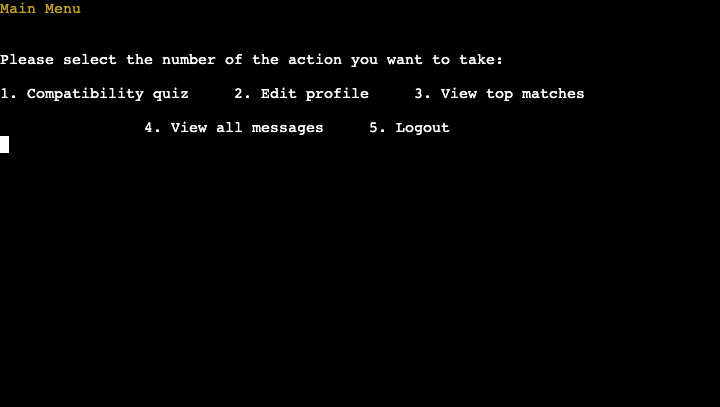 Main Menu
Please select the number of the action you want to take:
1. Compatibility quiz     2. Edit profile     3. View top matches
4. View all messages     5. Logout